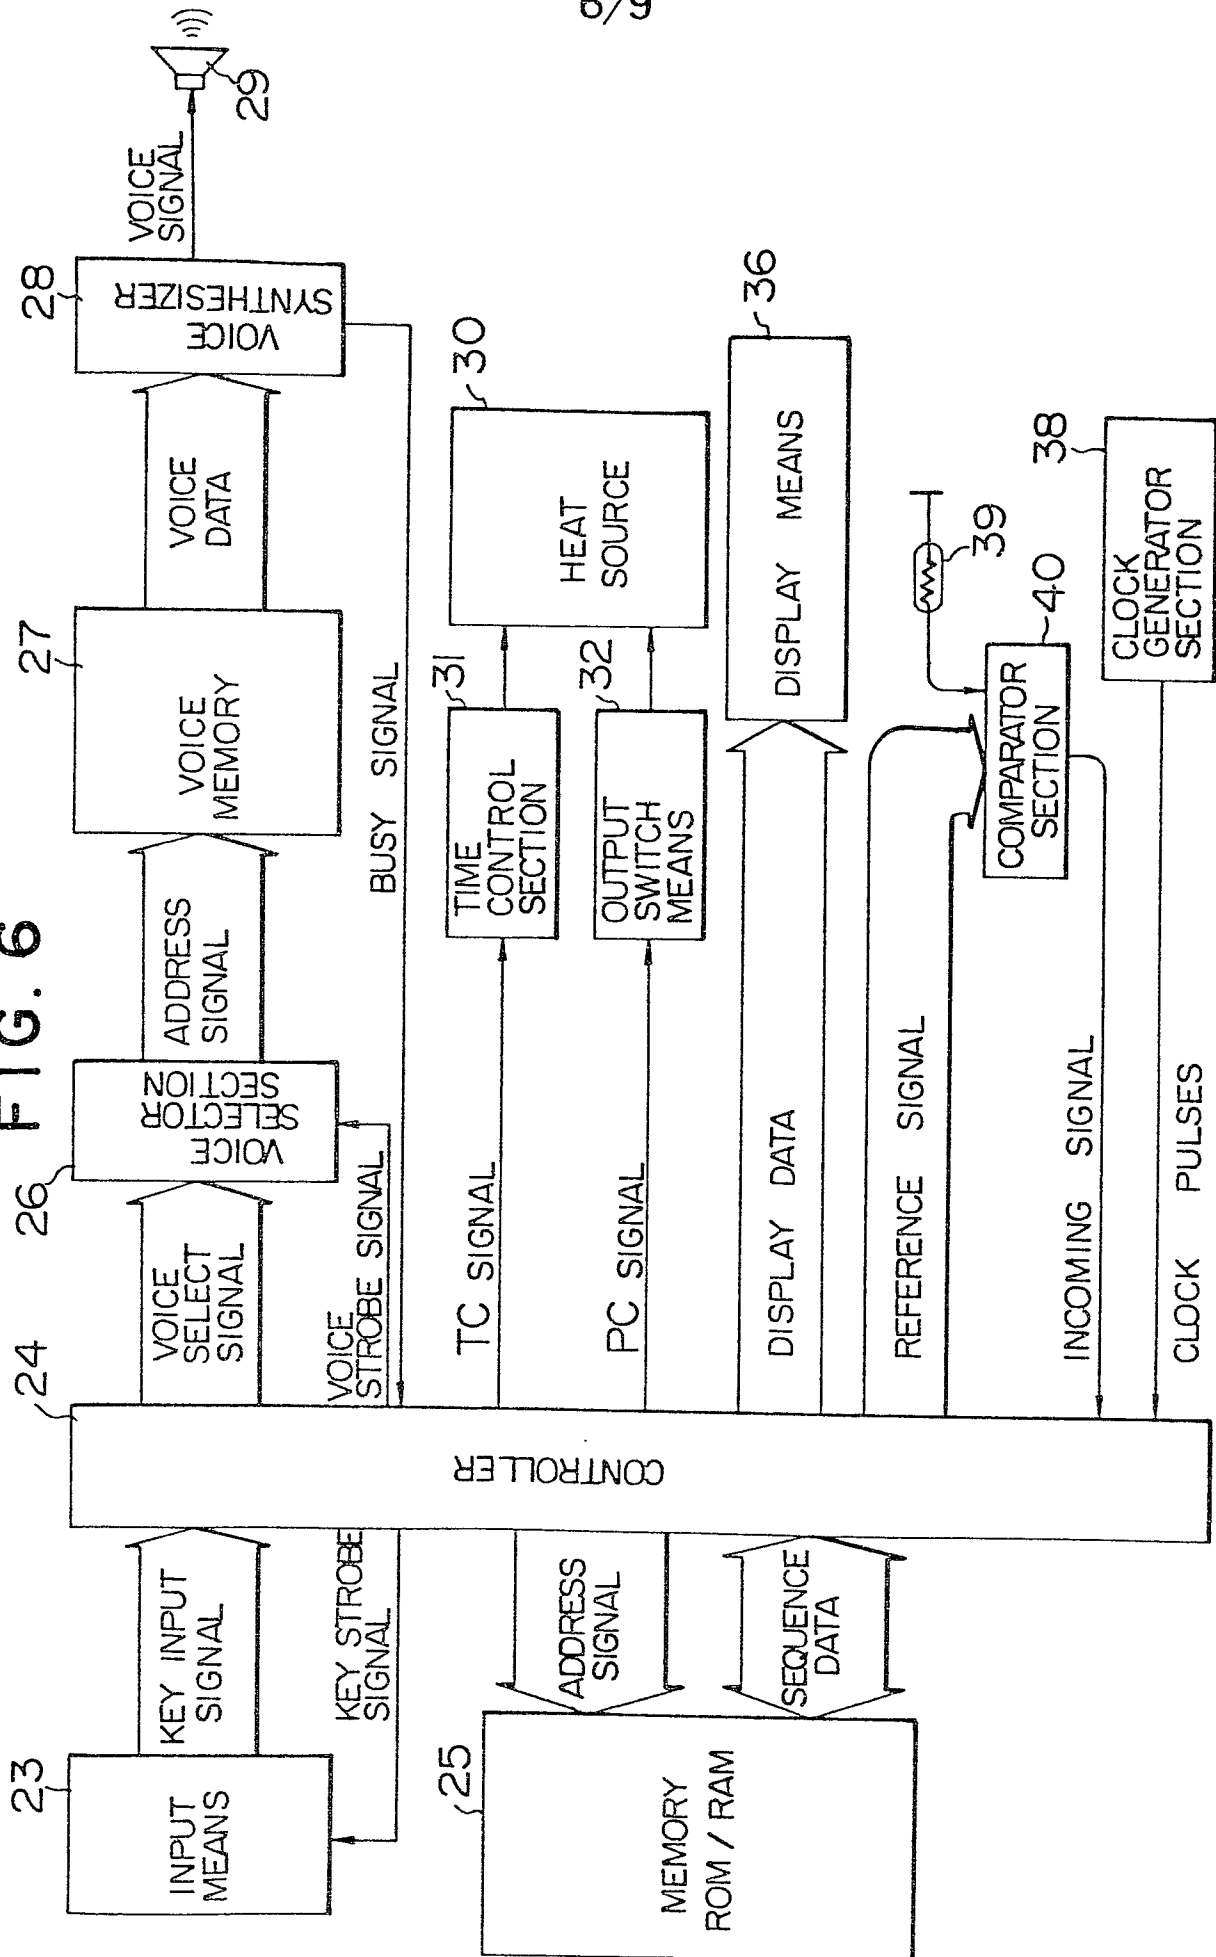 6/9
FIG. 6
23
INPUT
MEANS
KEY INPUT
SIGNAL
KEY STROBE
SIGNAL
24
CONTROLLER
25
MEMORY
ROM / RAM
ADDRESS
SIGNAL
SEQUENCE
DATA
VOICE
SELECT
SIGNAL
VOICE
STROBE SIGNAL
26
VOICE
SELECTOR
SECTION
ADDRESS
SIGNAL
27
VOICE
MEMORY
VOICE
DATA
28
VOICE
SYNTHESIZER
VOICE
SIGNAL
29
BUSY SIGNAL
TC SIGNAL
31
TIME
CONTROL
SECTION
30
HEAT
SOURCE
PC SIGNAL
32
OUTPUT
SWITCH
MEANS
DISPLAY DATA
36
DISPLAY MEANS
REFERENCE SIGNAL
39
40
COMPARATOR
SECTION
INCOMING SIGNAL
38
CLOCK
GENERATOR
SECTION
CLOCK PULSES